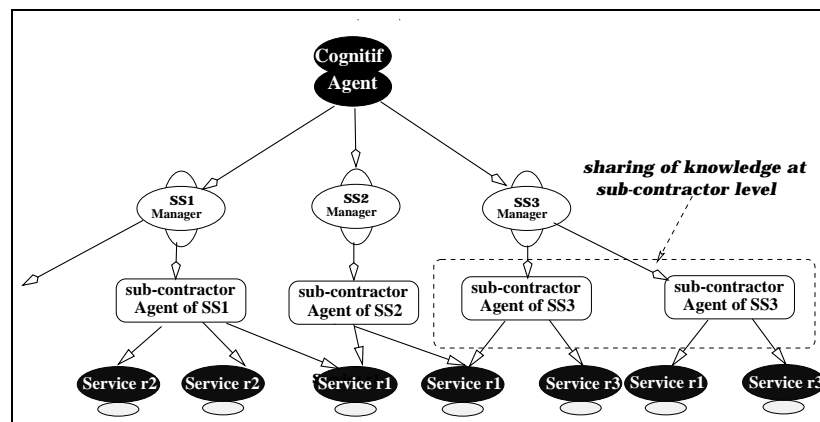 Cognitif
Agent
sharing of knowledge at
sub-contractor level
SS1
Manager
SS2
Manager
SS3
Manager
sub-contractor
Agent of SS1
sub-contractor
Agent of SS2
sub-contractor
Agent of SS3
sub-contractor
Agent of SS3
Service r2
Service r2
Service r1
Service r1
Service r3
Service r1
Service r3